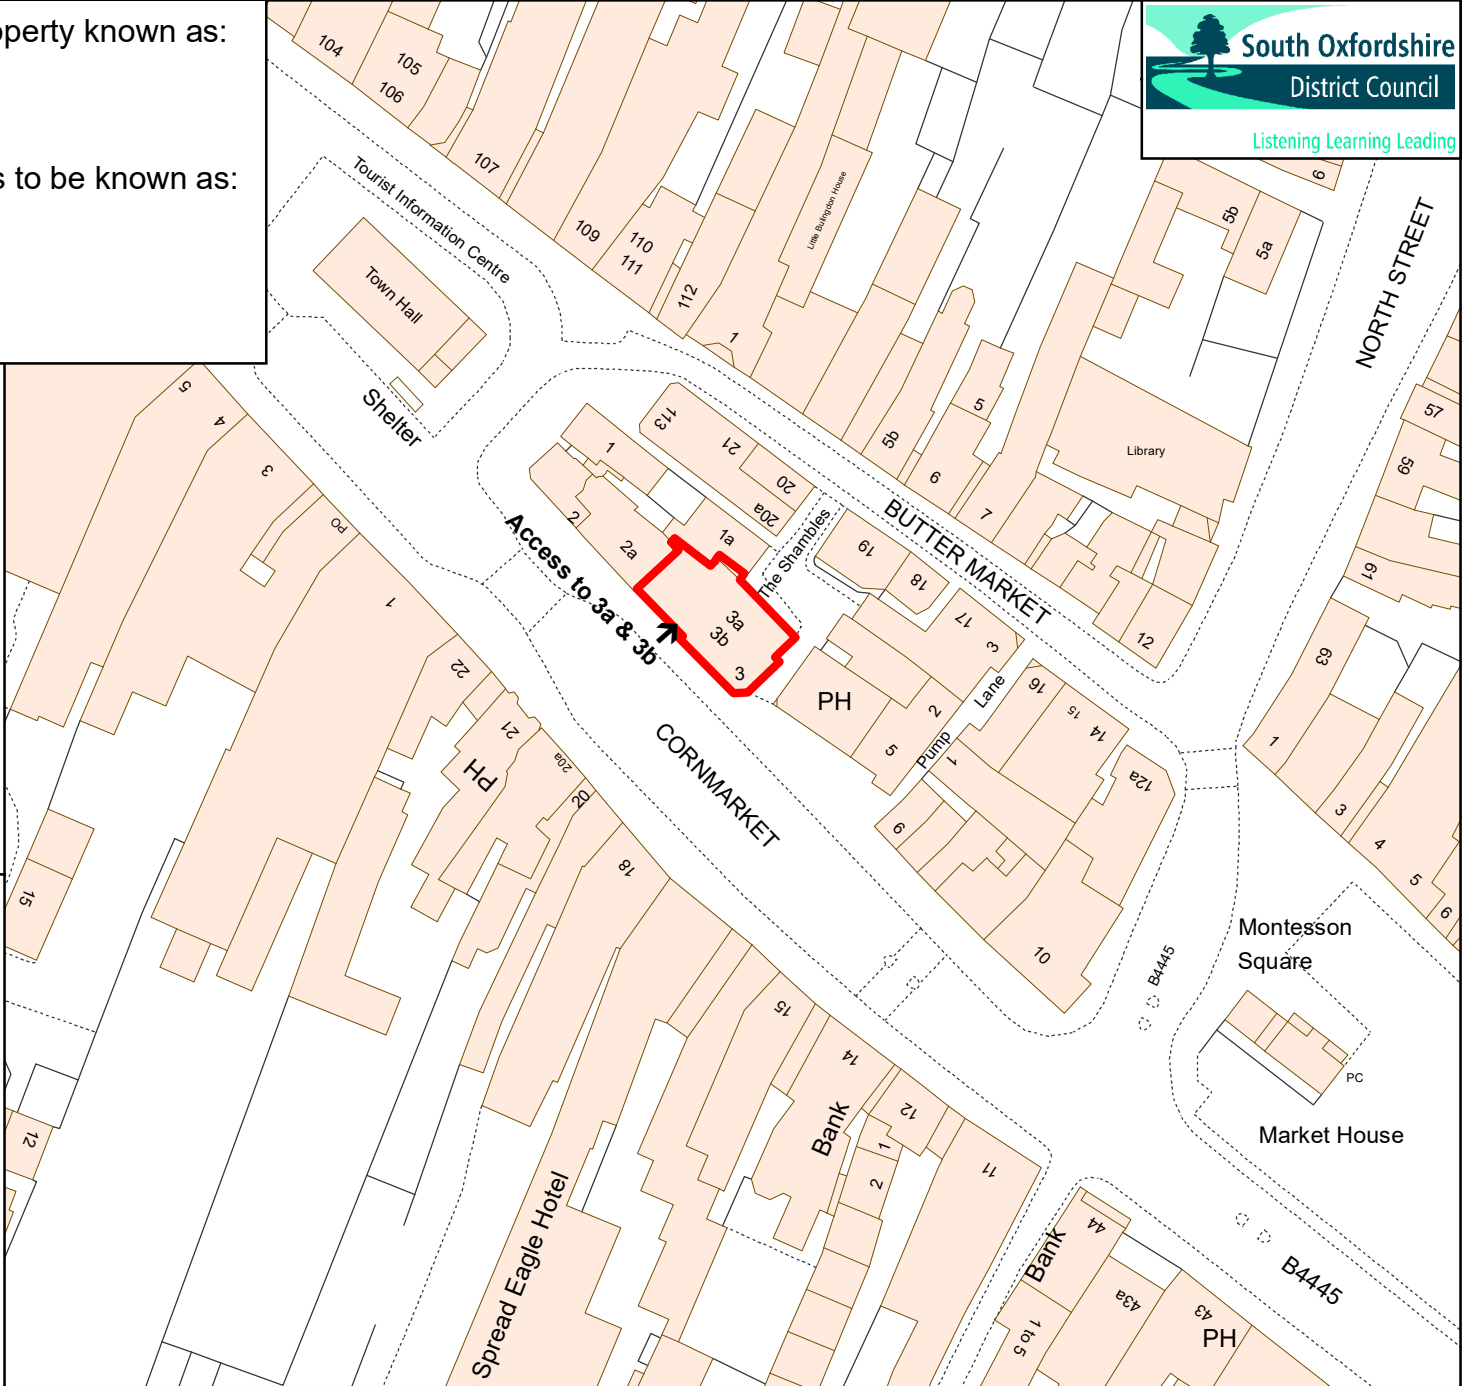 operty known as:
s to be known as:
South Oxfordshire
District Council
Listening Learning Leading
104
105
106
107
109
110
111
112
1
Tourist Information Centre
Town Hall
Shelter
Little Bulingdon House
5b
5a
9
NORTH STREET
5
4
3
PO
1
113
21
20
20a
1
2
2a
1a
The Shambles
Access to 3a & 3b
3a
3b
3
5
5b
6
7
Library
BUTTER MARKET
12
19
18
17
3
57
59
61
63
PH
2
5
Pump Lane
1
16
15
14
12a
6
10
CORNMARKET
22
21
PH
20a
20
18
15
12
1
3
4
5
6
Montesson
Square
B4445
PC
Market House
15
14
Bank
12
1
2
11
Spread Eagle Hotel
44
Bank
1 to 5
43a
43
PH
B4445